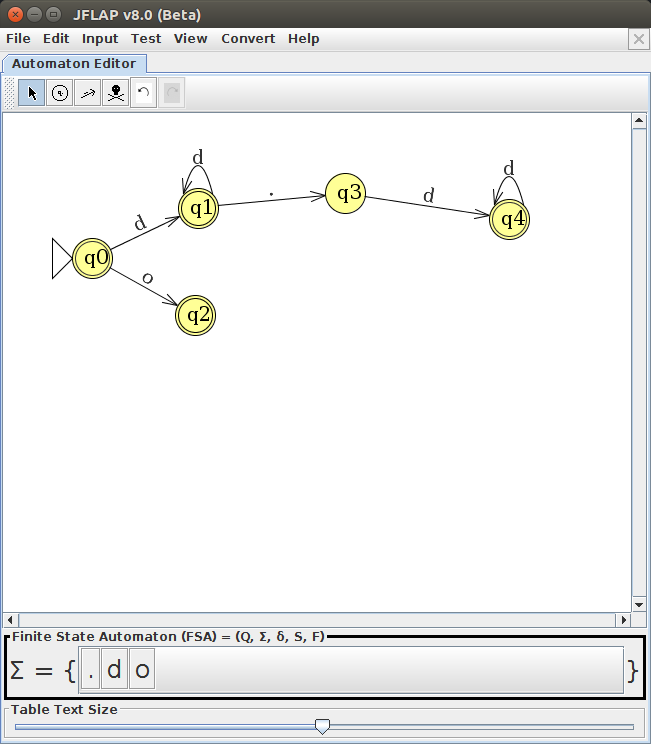 JFLAP v8.0 (Beta)
File Edit Input Test View Convert Help
Automaton Editor
d
d
q3
.
d
q1
q4
d
q0
o
q2
Finite State Automaton (FSA) = (Q, Σ, δ, S, F)
Σ = { . d o }
Table Text Size